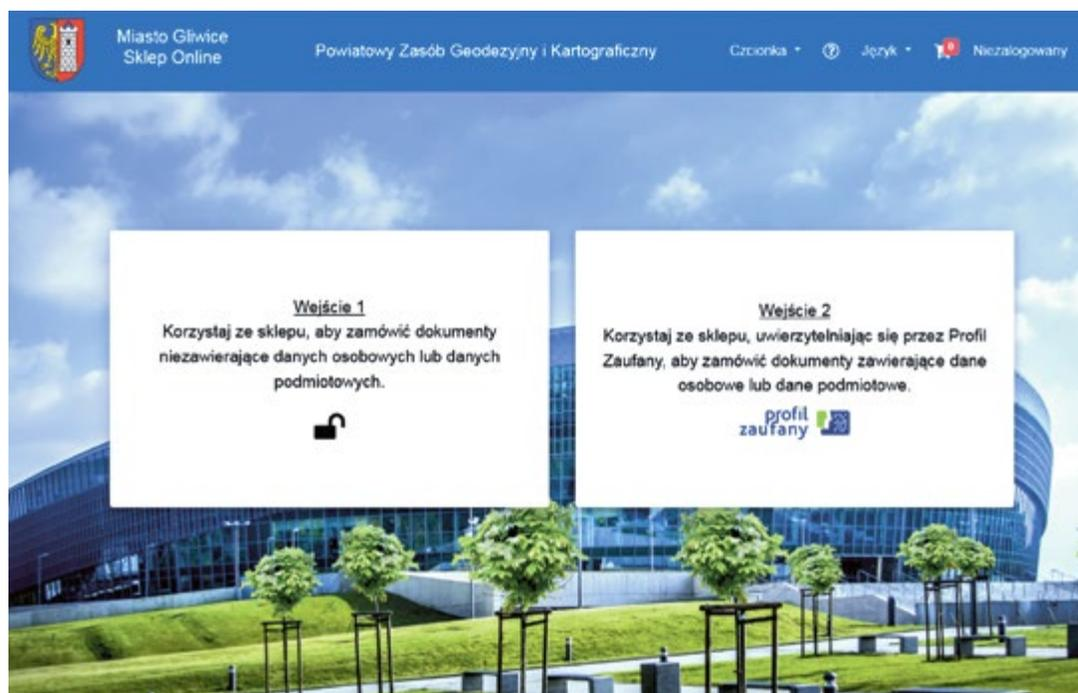 Miasto Gliwice
Sklep Online
Powiatowy Zasób Geodezyjny i Kartograficzny
Czcionka
Język
0
Niezalogowany
Wejście 1
Korzystaj ze sklepu, aby zamówić dokumenty
niezawierające danych osobowych lub danych
podmiotowych.
Wejście 2
Korzystaj ze sklepu, uwierzytelniając się przez Profil
Zaufany, aby zamówić dokumenty zawierające dane
osobowe lub dane podmiotowe.
profil
zaufany